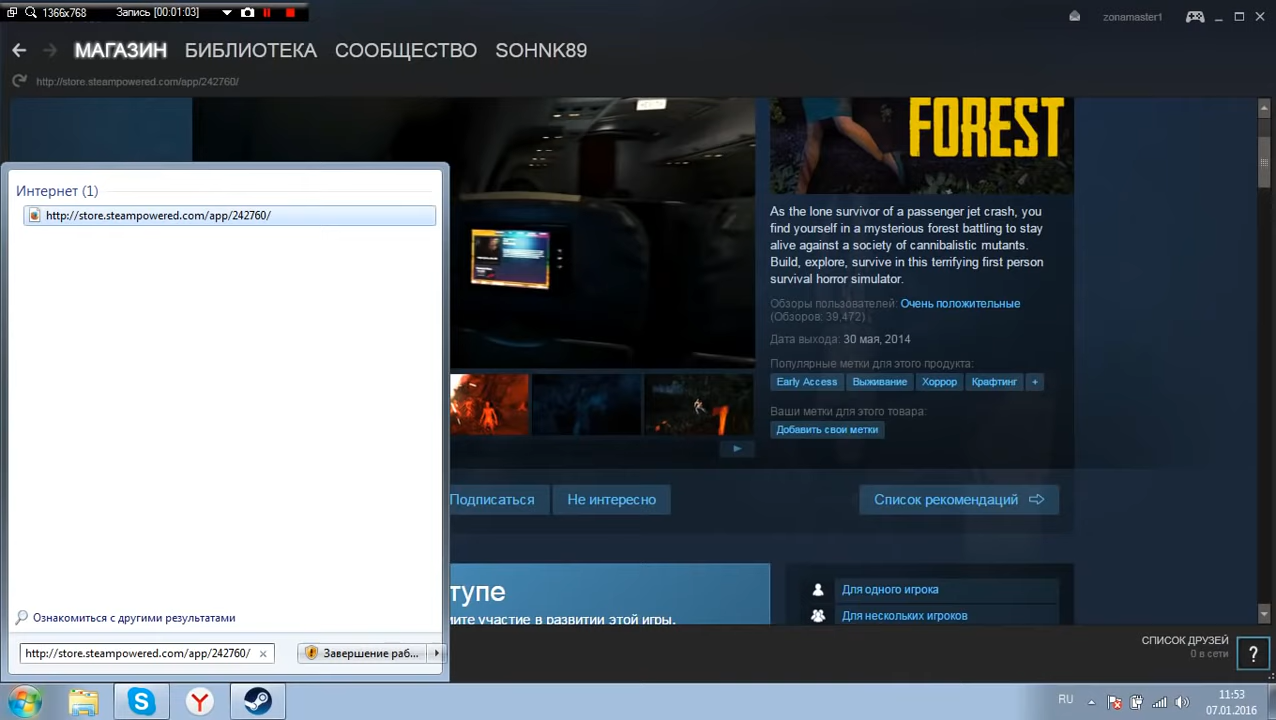 1366x768 Запись [00:01:03]
zonamaster1
МАГАЗИН БИБЛИОТЕКА СООБЩЕСТВО SOHNK89
http://store.steampowered.com/app/242760/
FOREST
As the lone survivor of a passenger jet crash, you
find yourself in a mysterious forest battling to stay
alive against a society of cannibalistic mutants.
Build, explore, survive in this terrifying first person
survival horror simulator.
Обзоры пользователей: Очень положительные
(Обзоров: 39,472)
Дата выхода: 30 мая, 2014
Популярные метки для этого продукта:
Early Access Выживание Хоррор Крафтинг +
Ваши метки для этого товара:
Добавить свои метки
Подписаться Не интересно Список рекомендаций
тупе
мите участие в развитии этой игры.
Для одного игрока
Для нескольких игроков
СПИСОК ДРУЗЕЙ
0 в сети
?
Интернет (1)
http://store.steampowered.com/app/242760/
Ознакомиться с другими результатами
http://store.steampowered.com/app/242760/ ×
Завершение раб...
RU
11:53
07.01.2016